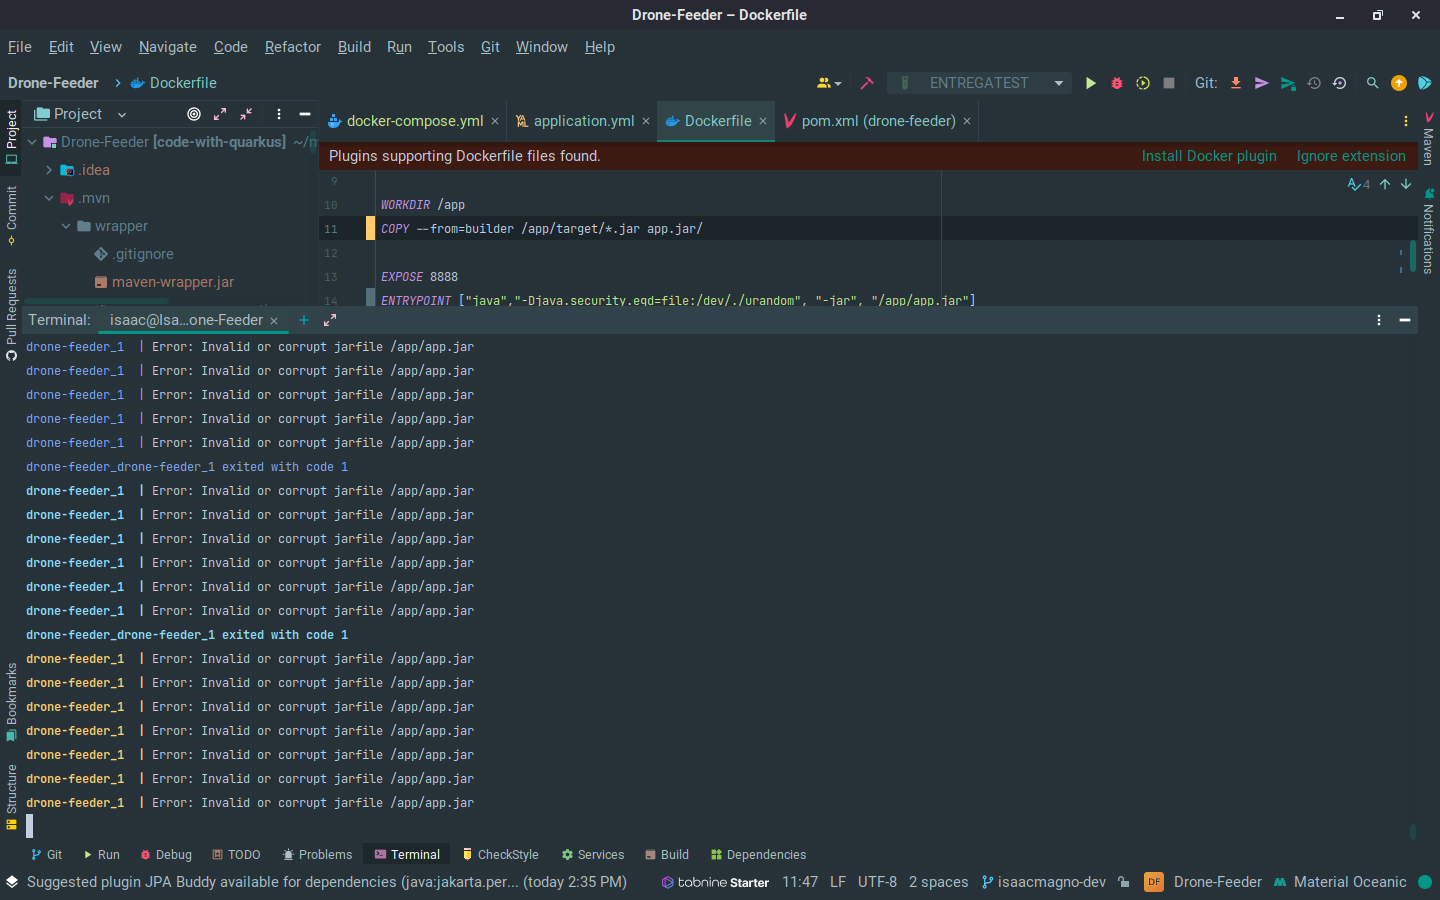 Drone-Feeder – Dockerfile
File Edit View Navigate Code Refactor Build Run Tools Git Window Help
Drone-Feeder Dockerfile ENTREGATEST Git:
Project docker-compose.yml application.yml Dockerfile pom.xml (drone-feeder)
Drone-Feeder [code-with-quarkus] ~/m
.idea
.mvn
wrapper
.gitignore
maven-wrapper.jar
Plugins supporting Dockerfile files found. Install Docker plugin Ignore extension
9
10 WORKDIR /app
11 COPY --from=builder /app/target/*.jar app.jar/
12
13 EXPOSE 8888
14 ENTRYPOINT ["java","-Djava.security.egd=file:/dev/./urandom", "-jar", "/app/app.jar"]
4
Project
Commit
Pull Requests
Bookmarks
Structure
Maven
Notifications
Terminal: isaac@Isa...one-Feeder
drone-feeder_1 | Error: Invalid or corrupt jarfile /app/app.jar
drone-feeder_1 | Error: Invalid or corrupt jarfile /app/app.jar
drone-feeder_1 | Error: Invalid or corrupt jarfile /app/app.jar
drone-feeder_1 | Error: Invalid or corrupt jarfile /app/app.jar
drone-feeder_1 | Error: Invalid or corrupt jarfile /app/app.jar
drone-feeder_drone-feeder_1 exited with code 1
drone-feeder_1 | Error: Invalid or corrupt jarfile /app/app.jar
drone-feeder_1 | Error: Invalid or corrupt jarfile /app/app.jar
drone-feeder_1 | Error: Invalid or corrupt jarfile /app/app.jar
drone-feeder_1 | Error: Invalid or corrupt jarfile /app/app.jar
drone-feeder_1 | Error: Invalid or corrupt jarfile /app/app.jar
drone-feeder_1 | Error: Invalid or corrupt jarfile /app/app.jar
drone-feeder_drone-feeder_1 exited with code 1
drone-feeder_1 | Error: Invalid or corrupt jarfile /app/app.jar
drone-feeder_1 | Error: Invalid or corrupt jarfile /app/app.jar
drone-feeder_1 | Error: Invalid or corrupt jarfile /app/app.jar
drone-feeder_1 | Error: Invalid or corrupt jarfile /app/app.jar
drone-feeder_1 | Error: Invalid or corrupt jarfile /app/app.jar
drone-feeder_1 | Error: Invalid or corrupt jarfile /app/app.jar
drone-feeder_1 | Error: Invalid or corrupt jarfile /app/app.jar
Git Run Debug TODO Problems Terminal CheckStyle Services Build Dependencies
Suggested plugin JPA Buddy available for dependencies (java:jakarta.per... (today 2:35 PM) tabnine Starter 11:47 LF UTF-8 2 spaces isaacmagno-dev DF Drone-Feeder Material Oceanic